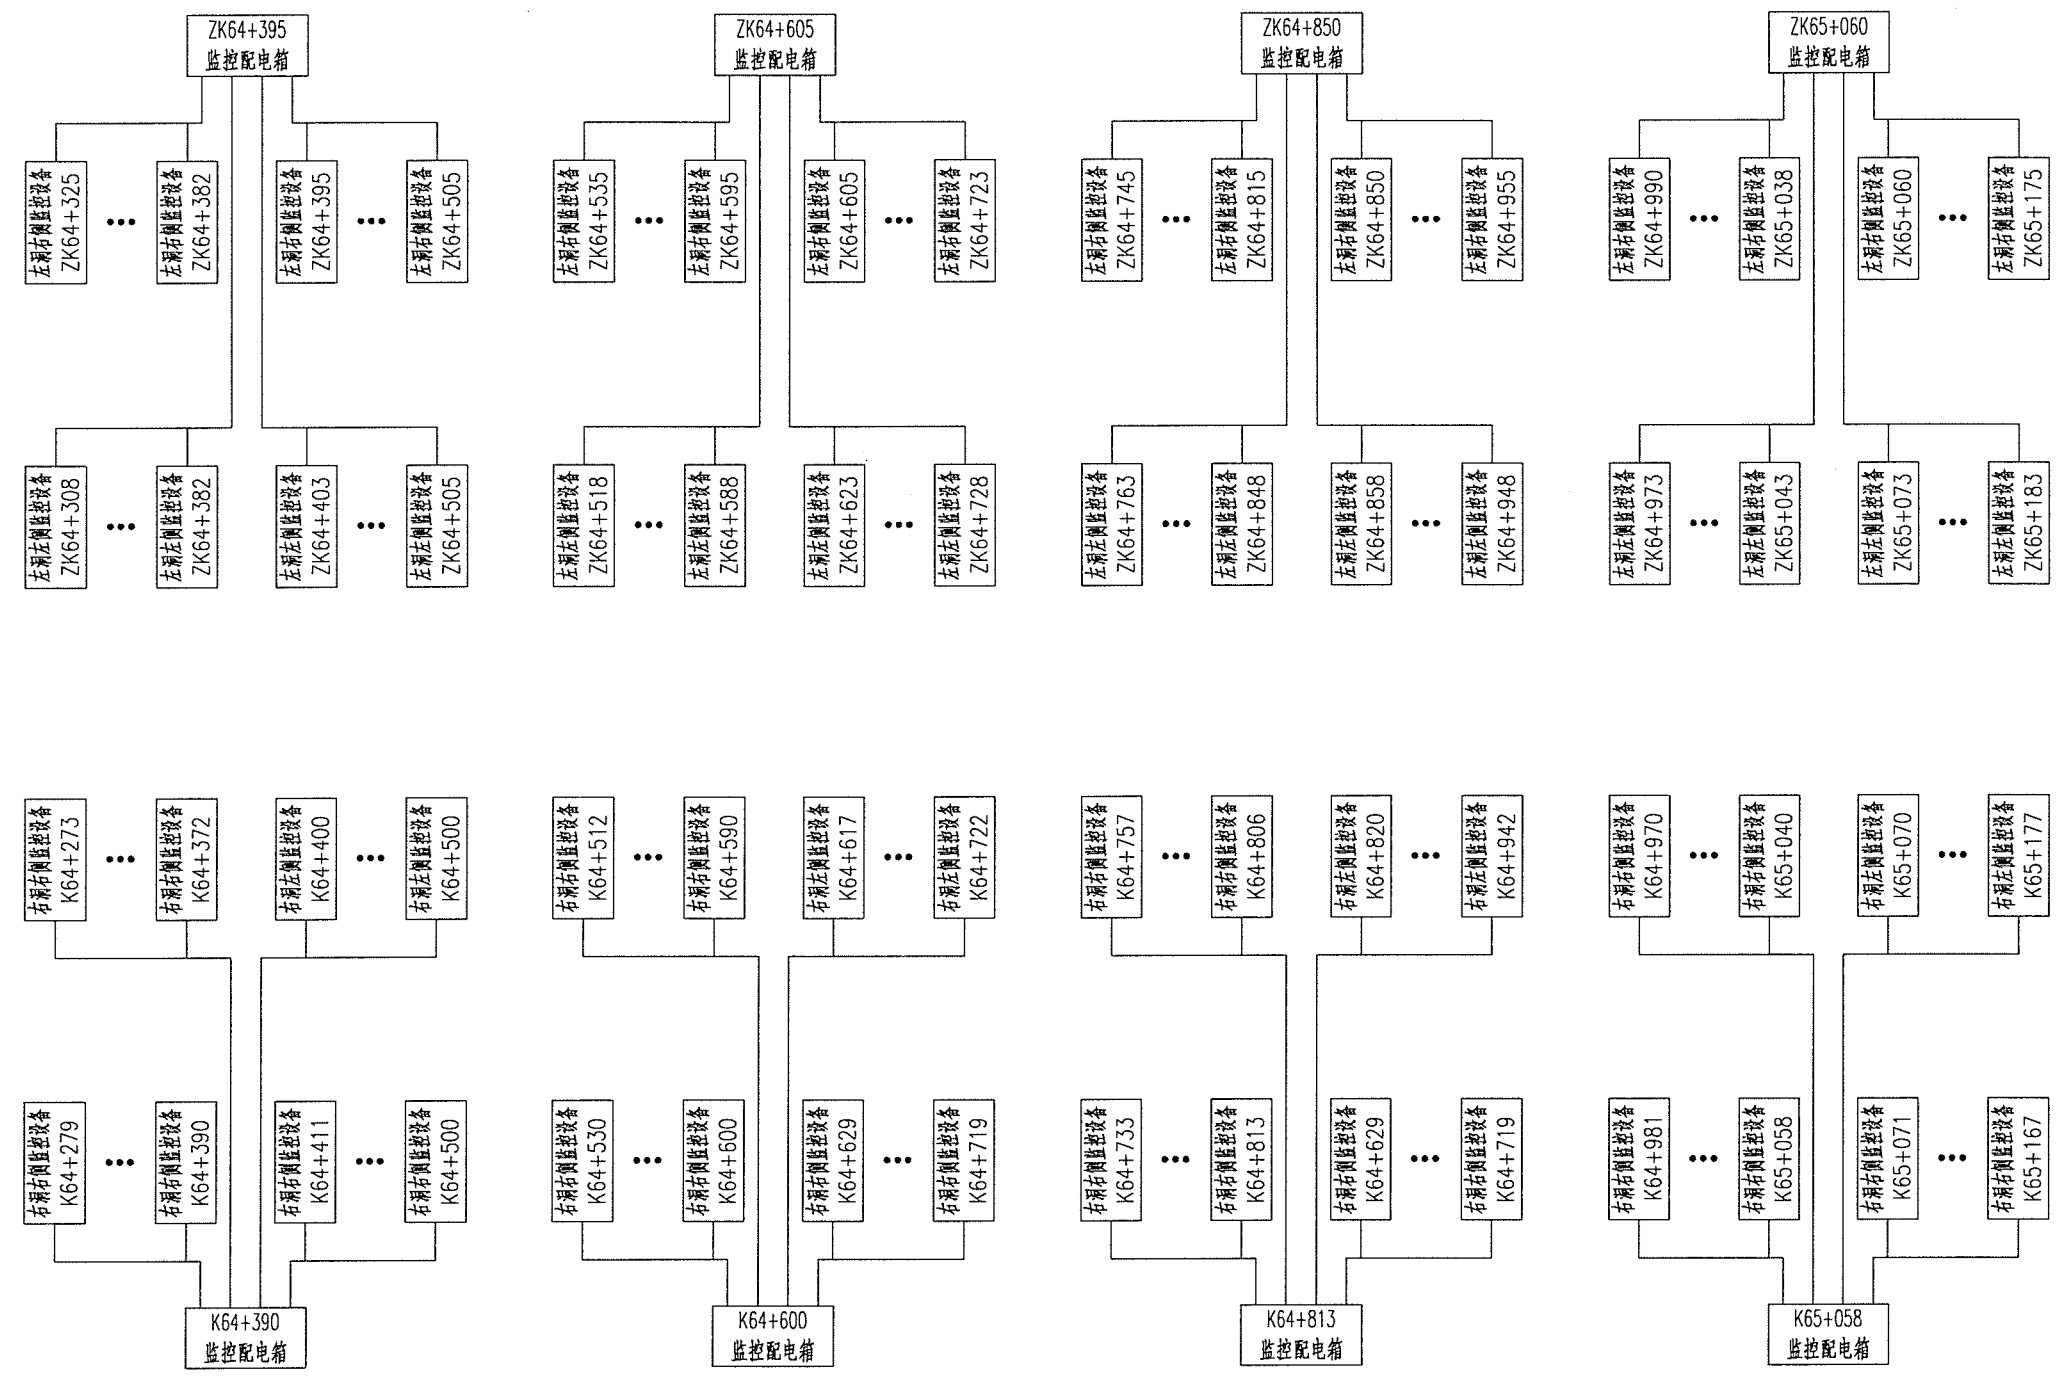 ZK64+395
监控配电箱
ZK64+605
监控配电箱
ZK64+850
监控配电箱
ZK65+060
监控配电箱
左洞右侧监控设备
ZK64+325
左洞右侧监控设备
ZK64+382
左洞右侧监控设备
ZK64+395
左洞右侧监控设备
ZK64+505
左洞右侧监控设备
ZK64+535
左洞右侧监控设备
ZK64+595
左洞右侧监控设备
ZK64+605
左洞右侧监控设备
ZK64+723
左洞右侧监控设备
ZK64+745
左洞右侧监控设备
ZK64+815
左洞右侧监控设备
ZK64+850
左洞右侧监控设备
ZK64+955
左洞右侧监控设备
ZK64+990
左洞右侧监控设备
ZK65+038
左洞右侧监控设备
ZK65+060
左洞右侧监控设备
ZK65+175
左洞左侧监控设备
ZK64+308
左洞左侧监控设备
ZK64+382
左洞左侧监控设备
ZK64+403
左洞左侧监控设备
ZK64+505
左洞左侧监控设备
ZK64+518
左洞左侧监控设备
ZK64+588
左洞左侧监控设备
ZK64+623
左洞左侧监控设备
ZK64+728
左洞左侧监控设备
ZK64+763
左洞左侧监控设备
ZK64+848
左洞左侧监控设备
ZK64+858
左洞左侧监控设备
ZK64+948
左洞左侧监控设备
ZK64+973
左洞左侧监控设备
ZK65+043
左洞左侧监控设备
ZK65+073
左洞左侧监控设备
ZK65+183
右洞右侧监控设备
K64+273
右洞右侧监控设备
K64+372
右洞左侧监控设备
K64+400
右洞左侧监控设备
K64+500
右洞右侧监控设备
K64+512
右洞右侧监控设备
K64+590
右洞左侧监控设备
K64+617
右洞左侧监控设备
K64+722
右洞右侧监控设备
K64+757
右洞右侧监控设备
K64+806
右洞左侧监控设备
K64+820
右洞左侧监控设备
K64+942
右洞右侧监控设备
K64+970
右洞右侧监控设备
K65+040
右洞左侧监控设备
K65+070
右洞左侧监控设备
K65+177
右洞右侧监控设备
K64+279
右洞右侧监控设备
K64+390
右洞右侧监控设备
K64+411
右洞右侧监控设备
K64+500
右洞右侧监控设备
K64+530
右洞右侧监控设备
K64+600
右洞右侧监控设备
K64+629
右洞右侧监控设备
K64+719
右洞右侧监控设备
K64+733
右洞右侧监控设备
K64+813
右洞右侧监控设备
K64+629
右洞右侧监控设备
K64+719
右洞右侧监控设备
K64+981
右洞右侧监控设备
K65+058
右洞右侧监控设备
K65+071
右洞右侧监控设备
K65+167
K64+390
监控配电箱
K64+600
监控配电箱
K64+813
监控配电箱
K65+058
监控配电箱